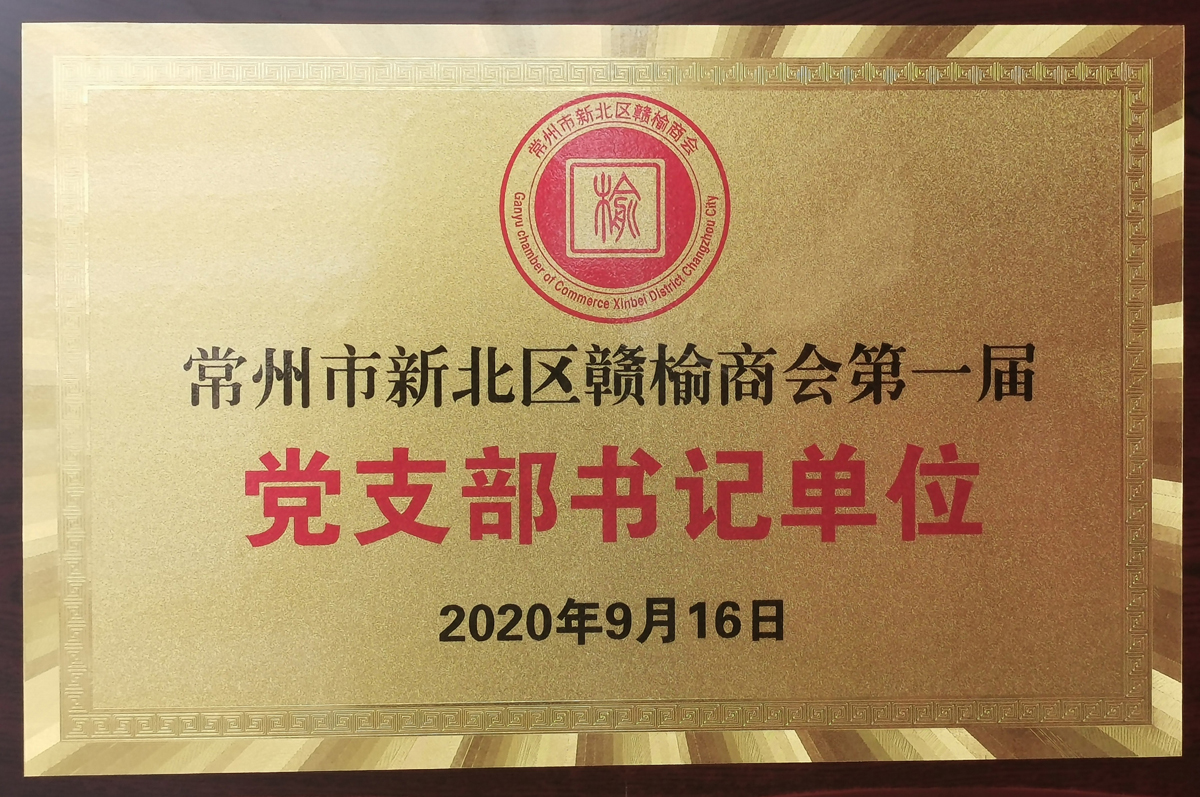 常州市新北区赣榆商会
榆
Ganyu chamber of Commerce Xinbei District Changzhou City
常州市新北区赣榆商会第一届
党支部书记单位
2020年9月16日